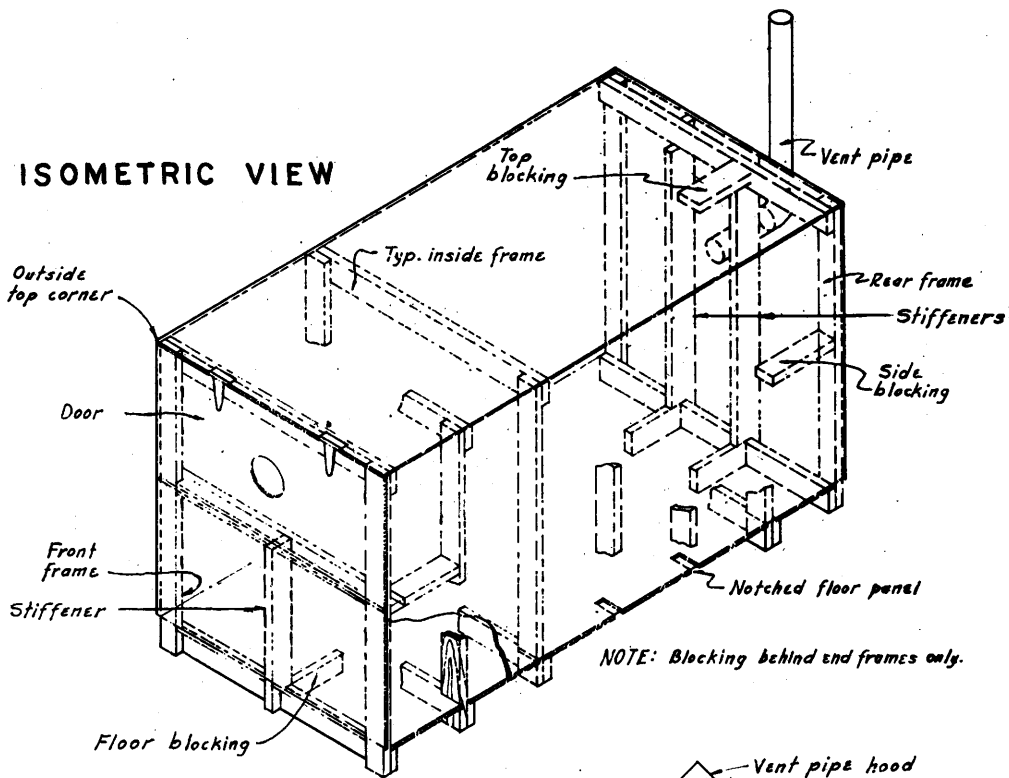 ISOMETRIC VIEW
Top
blocking
Vent pipe
Typ. inside frame
Outside
top corner
Rear frame
Stiffeners
Side
blocking
Door
Front
frame
Stiffener
Notched floor panel
NOTE: Blocking behind end frames only.
Floor blocking
Vent pipe hood